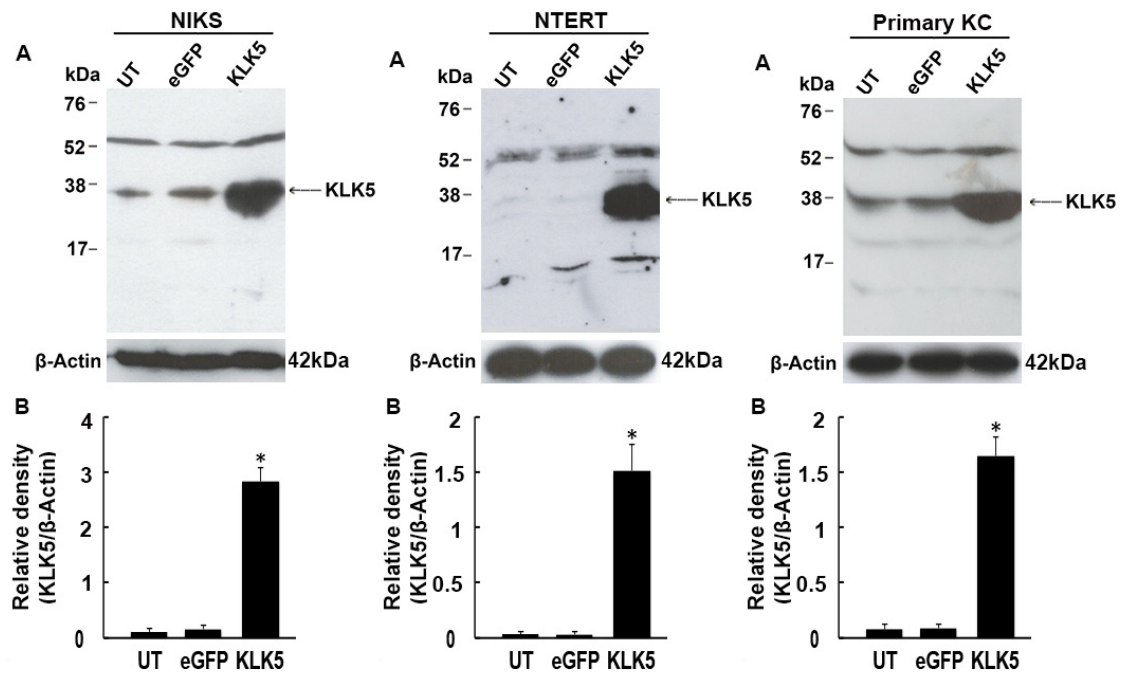 NIKS
A
kDa
UT
eGFP
KLK5
76
52
38
17
KLK5
β-Actin
42kDa
B
Relative density
(KLK5/β-Actin)
4
3
2
1
0
*
UT eGFP KLK5
NTERT
A
kDa
UT
eGFP
KLK5
76
52
38
17
KLK5
β-Actin
42kDa
B
Relative density
(KLK5/β-Actin)
2
1.5
1
0.5
0
*
UT eGFP KLK5
Primary KC
A
kDa
UT
eGFP
KLK5
76
52
38
17
KLK5
β-Actin
42kDa
B
Relative density
(KLK5/β-Actin)
2
1.5
1
0.5
0
*
UT eGFP KLK5